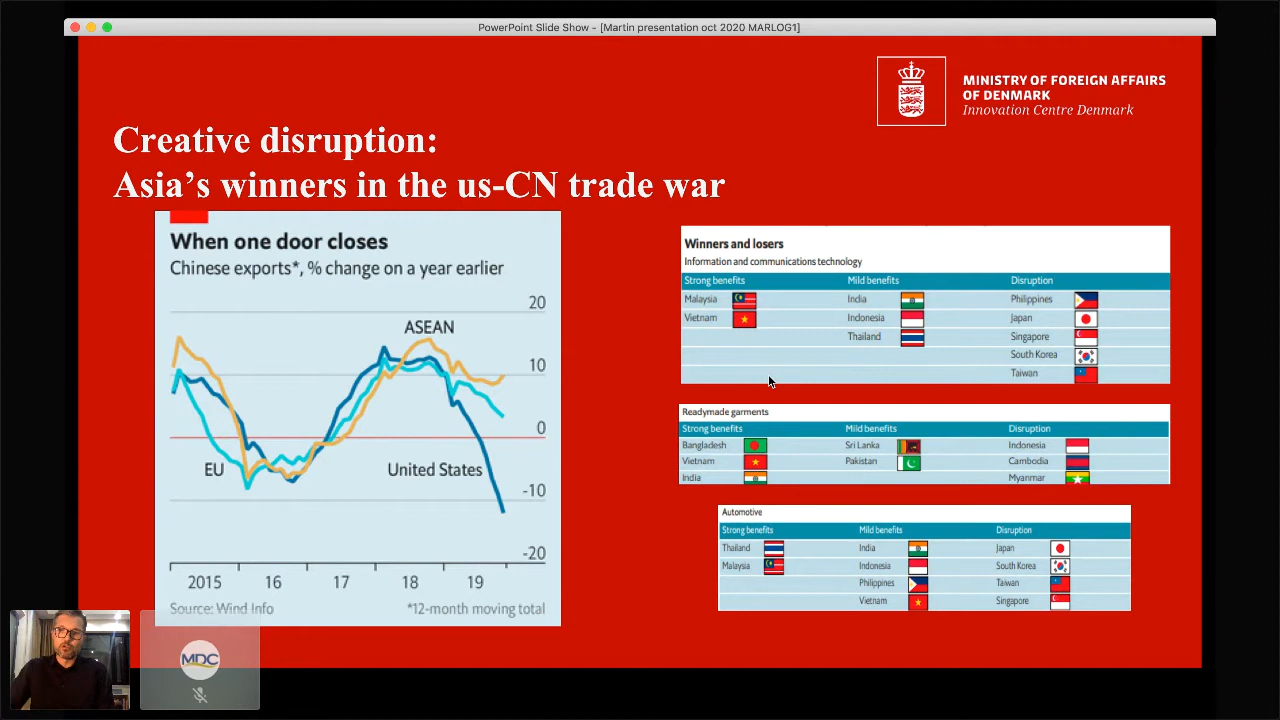 PowerPoint Slide Show - [Martin presentation oct 2020 MARLOG1]
MINISTRY OF FOREIGN AFFAIRS
OF DENMARK
Innovation Centre Denmark
Creative disruption:
Asia's winners in the us-CN trade war
When one door closes
Chinese exports*, % change on a year earlier
20
ASEAN
10
0
EU
United States
-10
-20
2015 16 17 18 19
Source: Wind Info *12-month moving total
Winners and losers
Information and communications technology
Strong benefits Mild benefits Disruption
Malaysia India Philippines
Vietnam Indonesia Japan
Thailand Singapore
South Korea
Taiwan
Readymade garments
Strong benefits Mild benefits Disruption
Bangladesh Sri Lanka Indonesia
Vietnam Pakistan Cambodia
India Myanmar
Automotive
Strong benefits Mild benefits Disruption
Thailand India Japan
Malaysia Indonesia South Korea
Philippines Taiwan
Vietnam Singapore
MDC